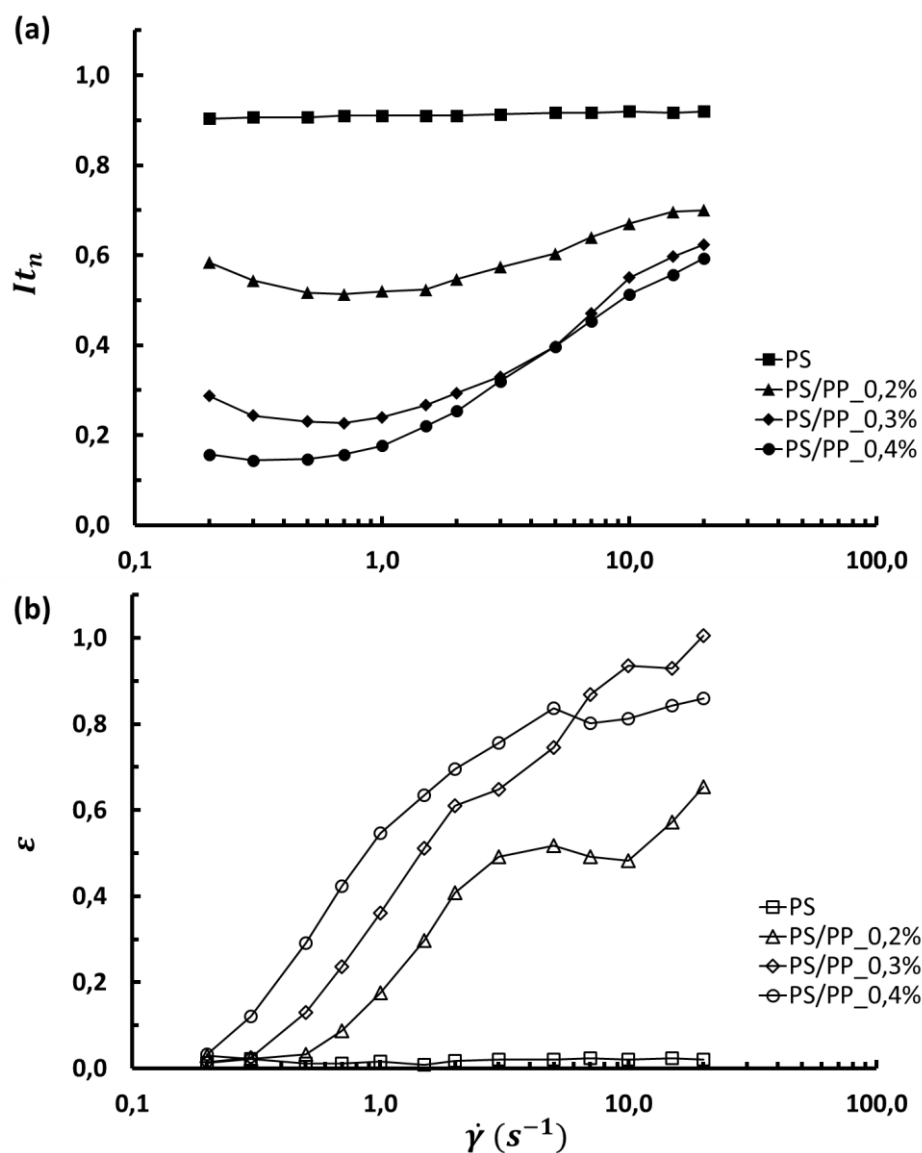 (a)
1,0
0,8
0,6
0,4
0,2
0,0
It_n
0,1 1,0 10,0 100,0
PS
PS/PP_0,2%
PS/PP_0,3%
PS/PP_0,4%
(b)
1,0
0,8
0,6
0,4
0,2
0,0
ε
0,1 1,0 10,0 100,0
PS
PS/PP_0,2%
PS/PP_0,3%
PS/PP_0,4%
γ̇ (s⁻¹)